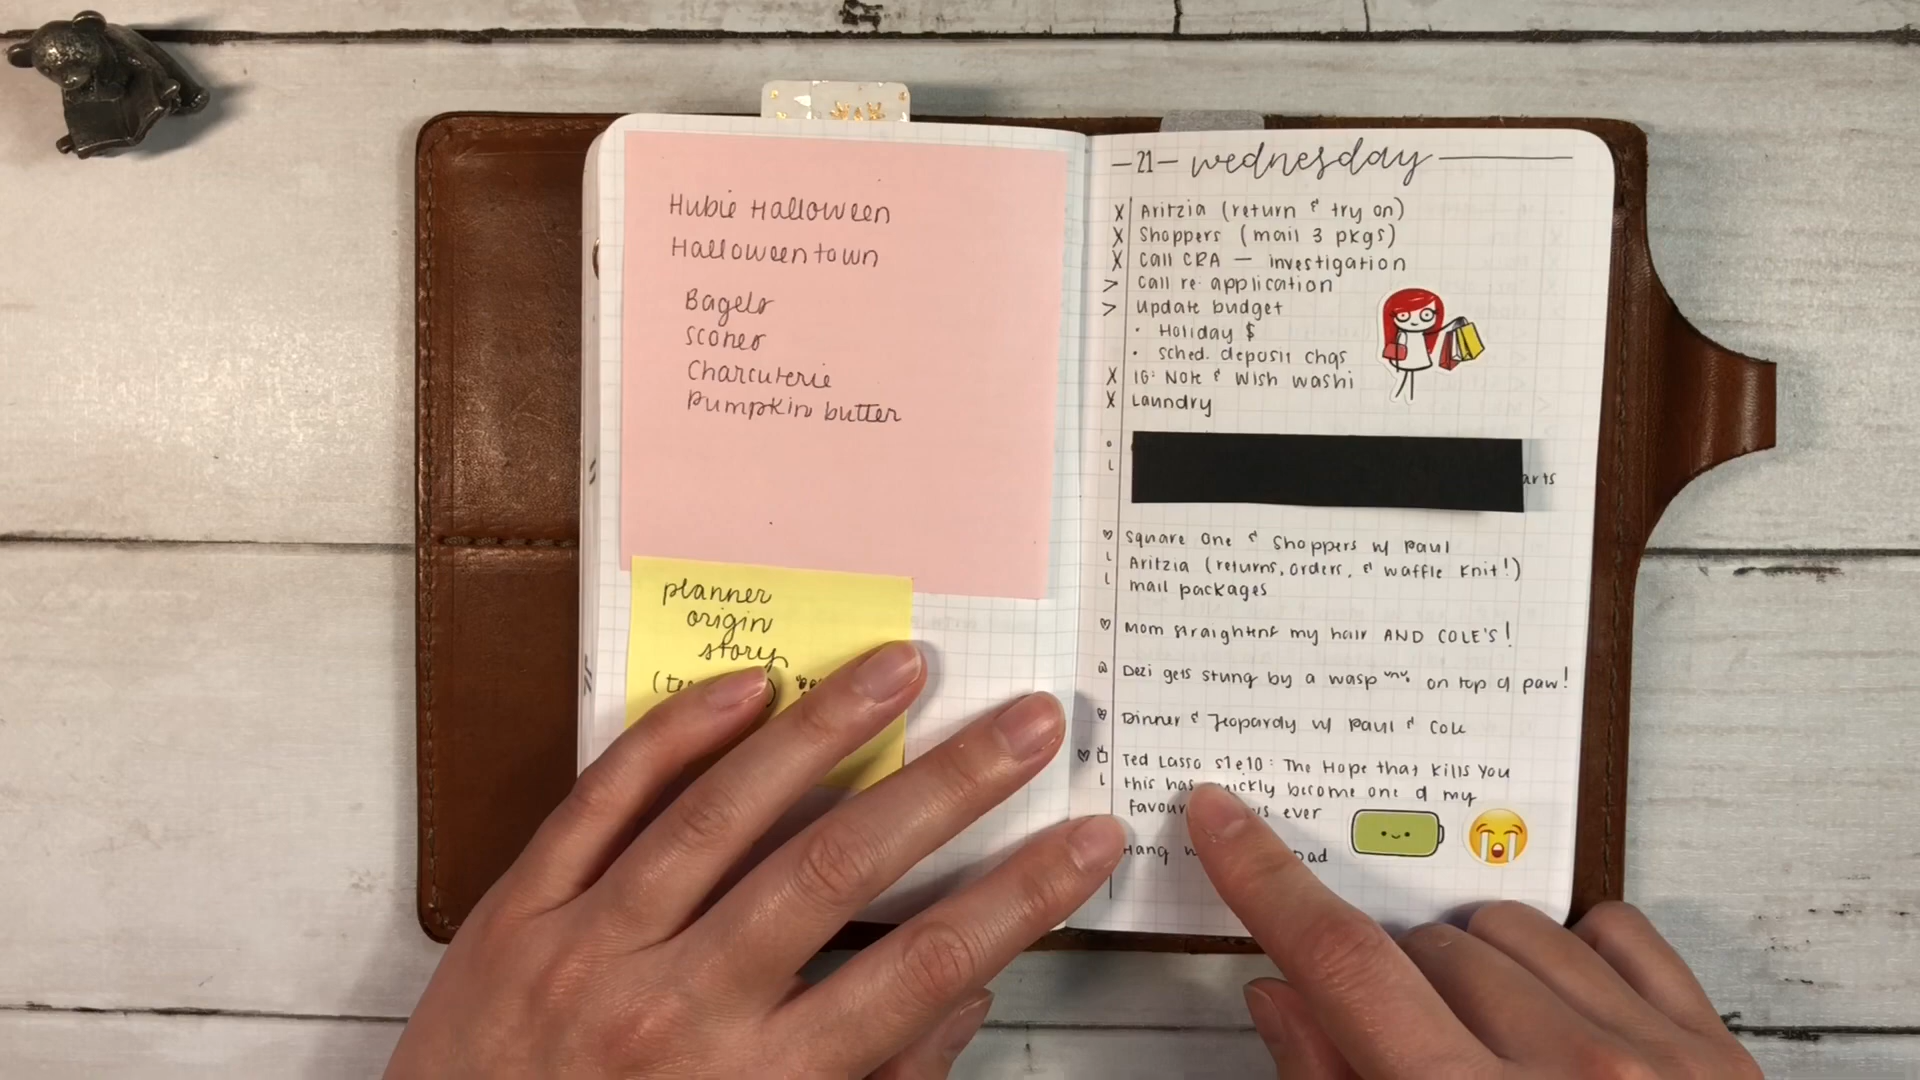 Hubie Halloween
Halloweentown
Bagels
Scones
Charcuterie
Pumpkin butter
planner
origin
story
—21— wednesday
X Aritzia (return & try on)
X Shoppers (mail 3 pkgs)
X Call CRA — investigation
> Call re: application
> Update budget
• Holiday $
• Sched. deposit chqs
X IG: Note & Wish washi
X Laundry
arts
Square One & Shoppers w/ Paul
Aritzia (returns, orders, & waffle knit!)
mail packages
Mom straightens my hair AND COLE'S!
Dezi gets stung by a wasp on top of paw!
Dinner & Jeopardy w/ Paul & Cole
Ted Lasso s1e10: The Hope that Kills You
this has quickly become one of my
ever
Hang